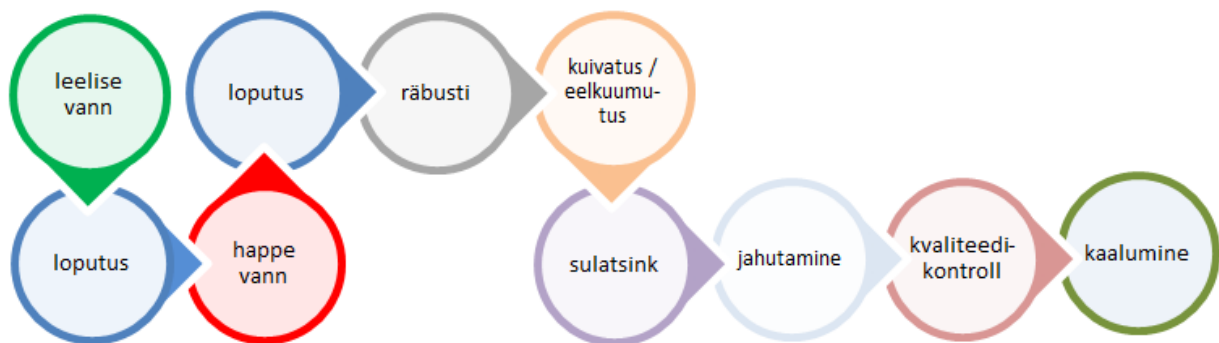 leelise
vann
loputus
happe
vann
loputus
räbusti
kuivatus /
eelkuumu-
tus
sulatsink
jahutamine
kvaliteedi-
kontroll
kaalumine